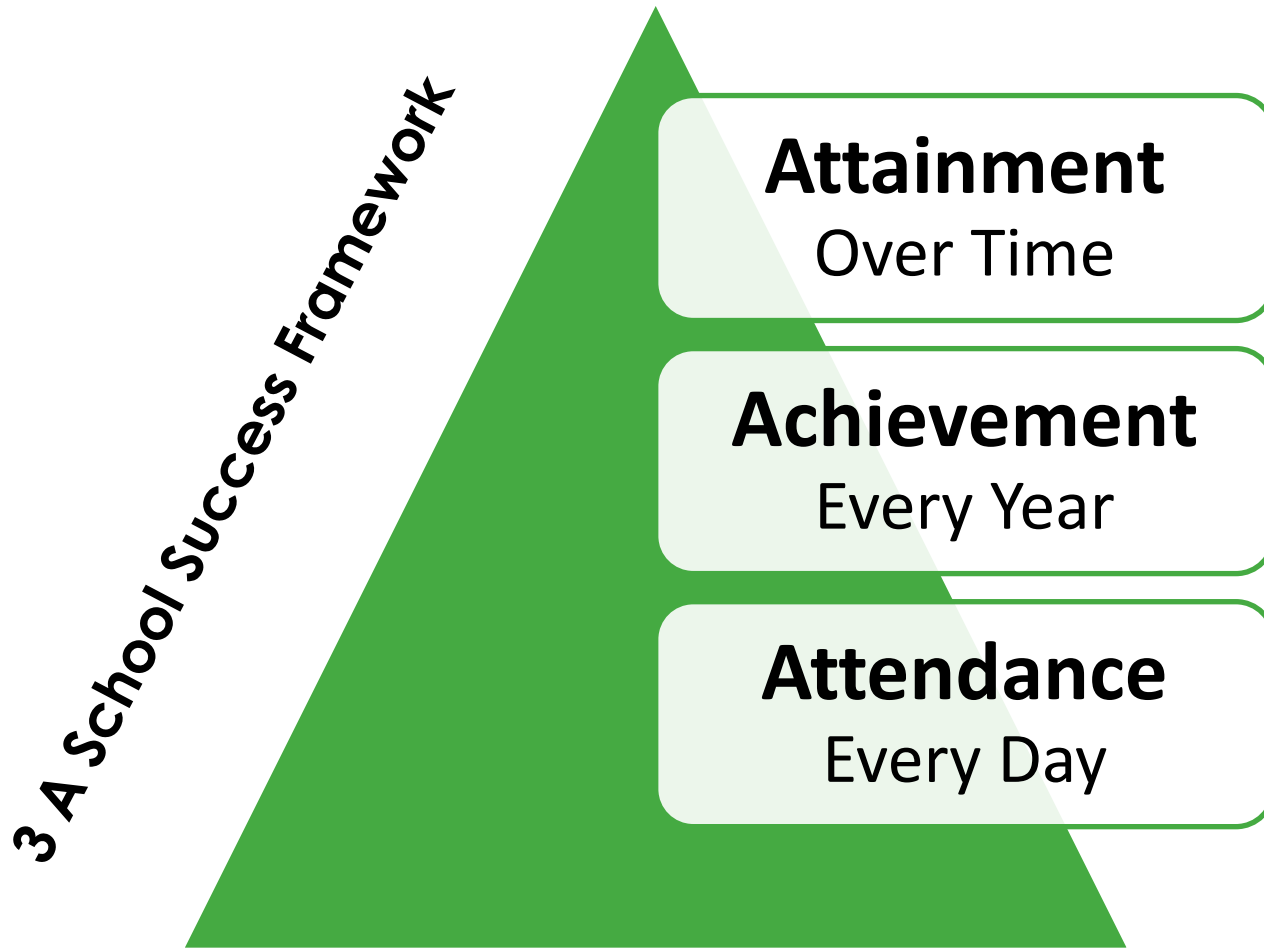 3 A School Success Framework
Attainment
Over Time
Achievement
Every Year
Attendance
Every Day